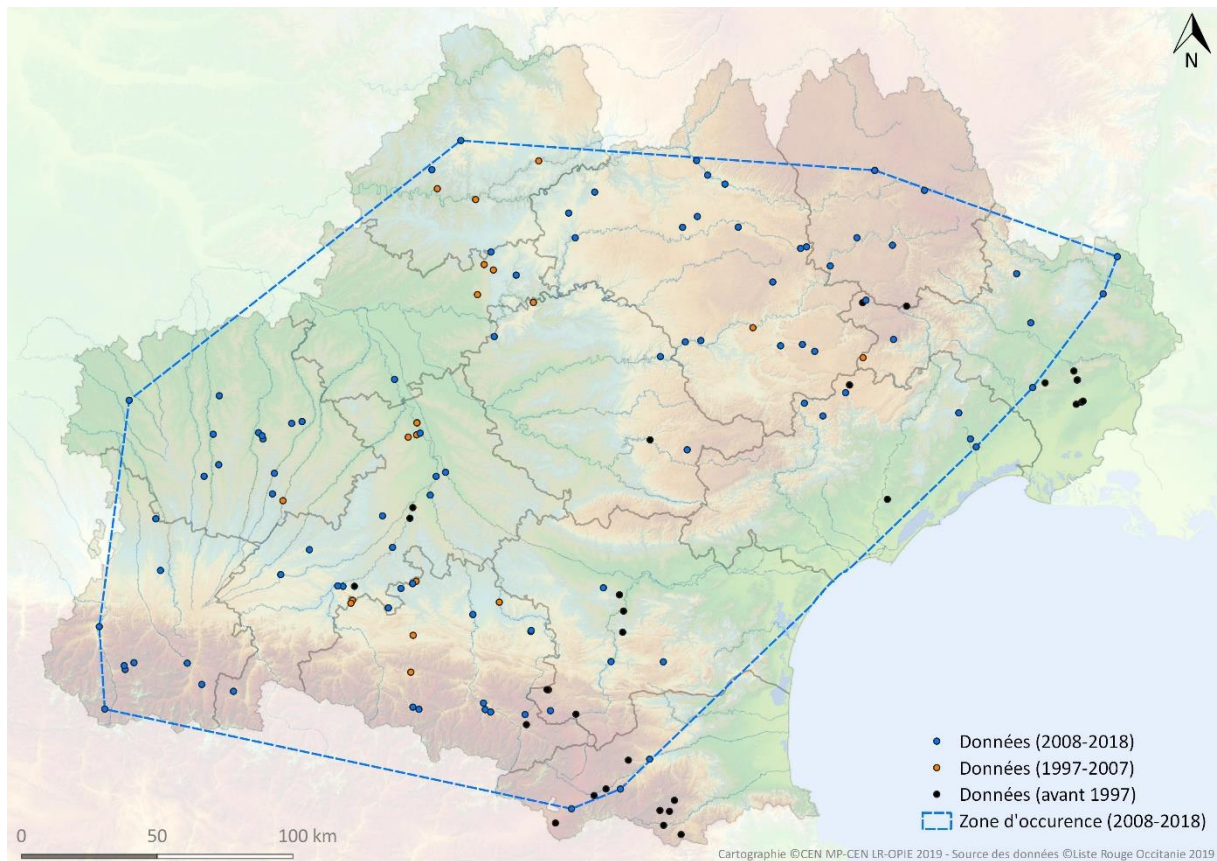 N
Données (2008-2018)
Données (1997-2007)
Données (avant 1997)
Zone d'occurence (2008-2018)
0 50 100 km
Cartographie ©CEN MP-CEN LR-OPIE 2019 - Source des données ©Liste Rouge Occitanie 2019